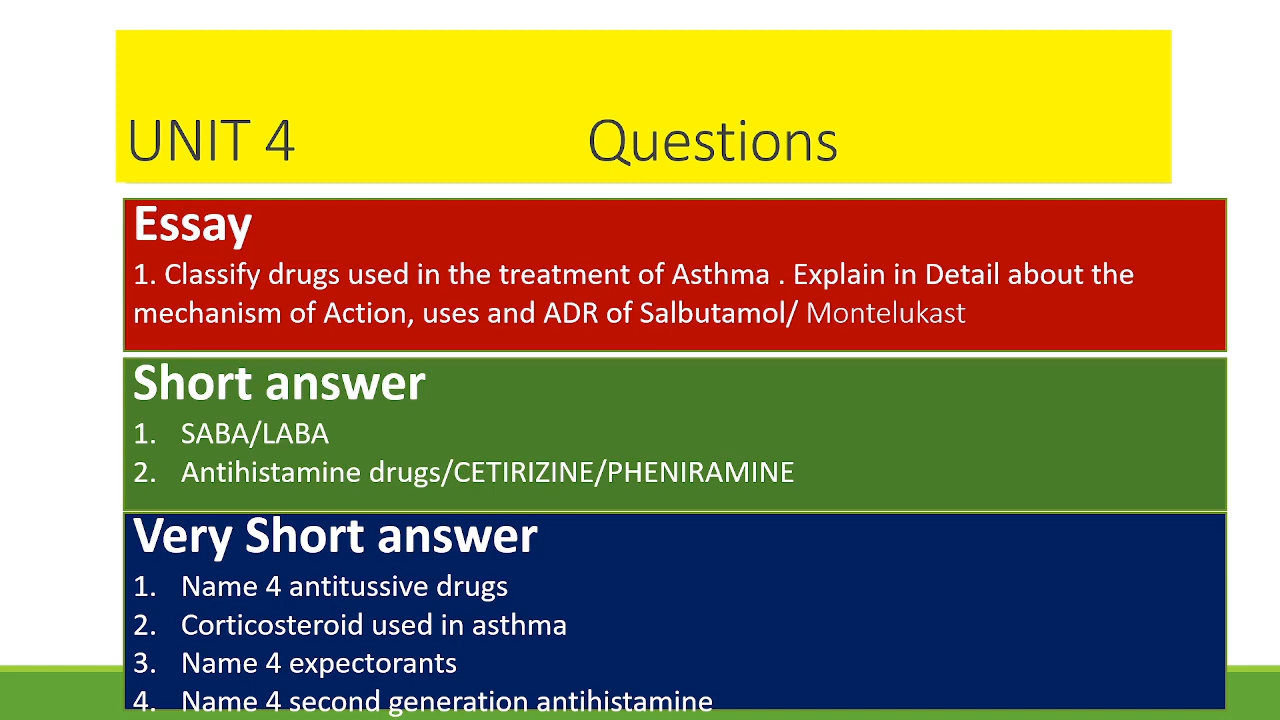 UNIT 4 Questions
Essay
1. Classify drugs used in the treatment of Asthma . Explain in Detail about the
mechanism of Action, uses and ADR of Salbutamol/ Montelukast
Short answer
1. SABA/LABA
2. Antihistamine drugs/CETIRIZINE/PHENIRAMINE
Very Short answer
1. Name 4 antitussive drugs
2. Corticosteroid used in asthma
3. Name 4 expectorants
4. Name 4 second generation antihistamine